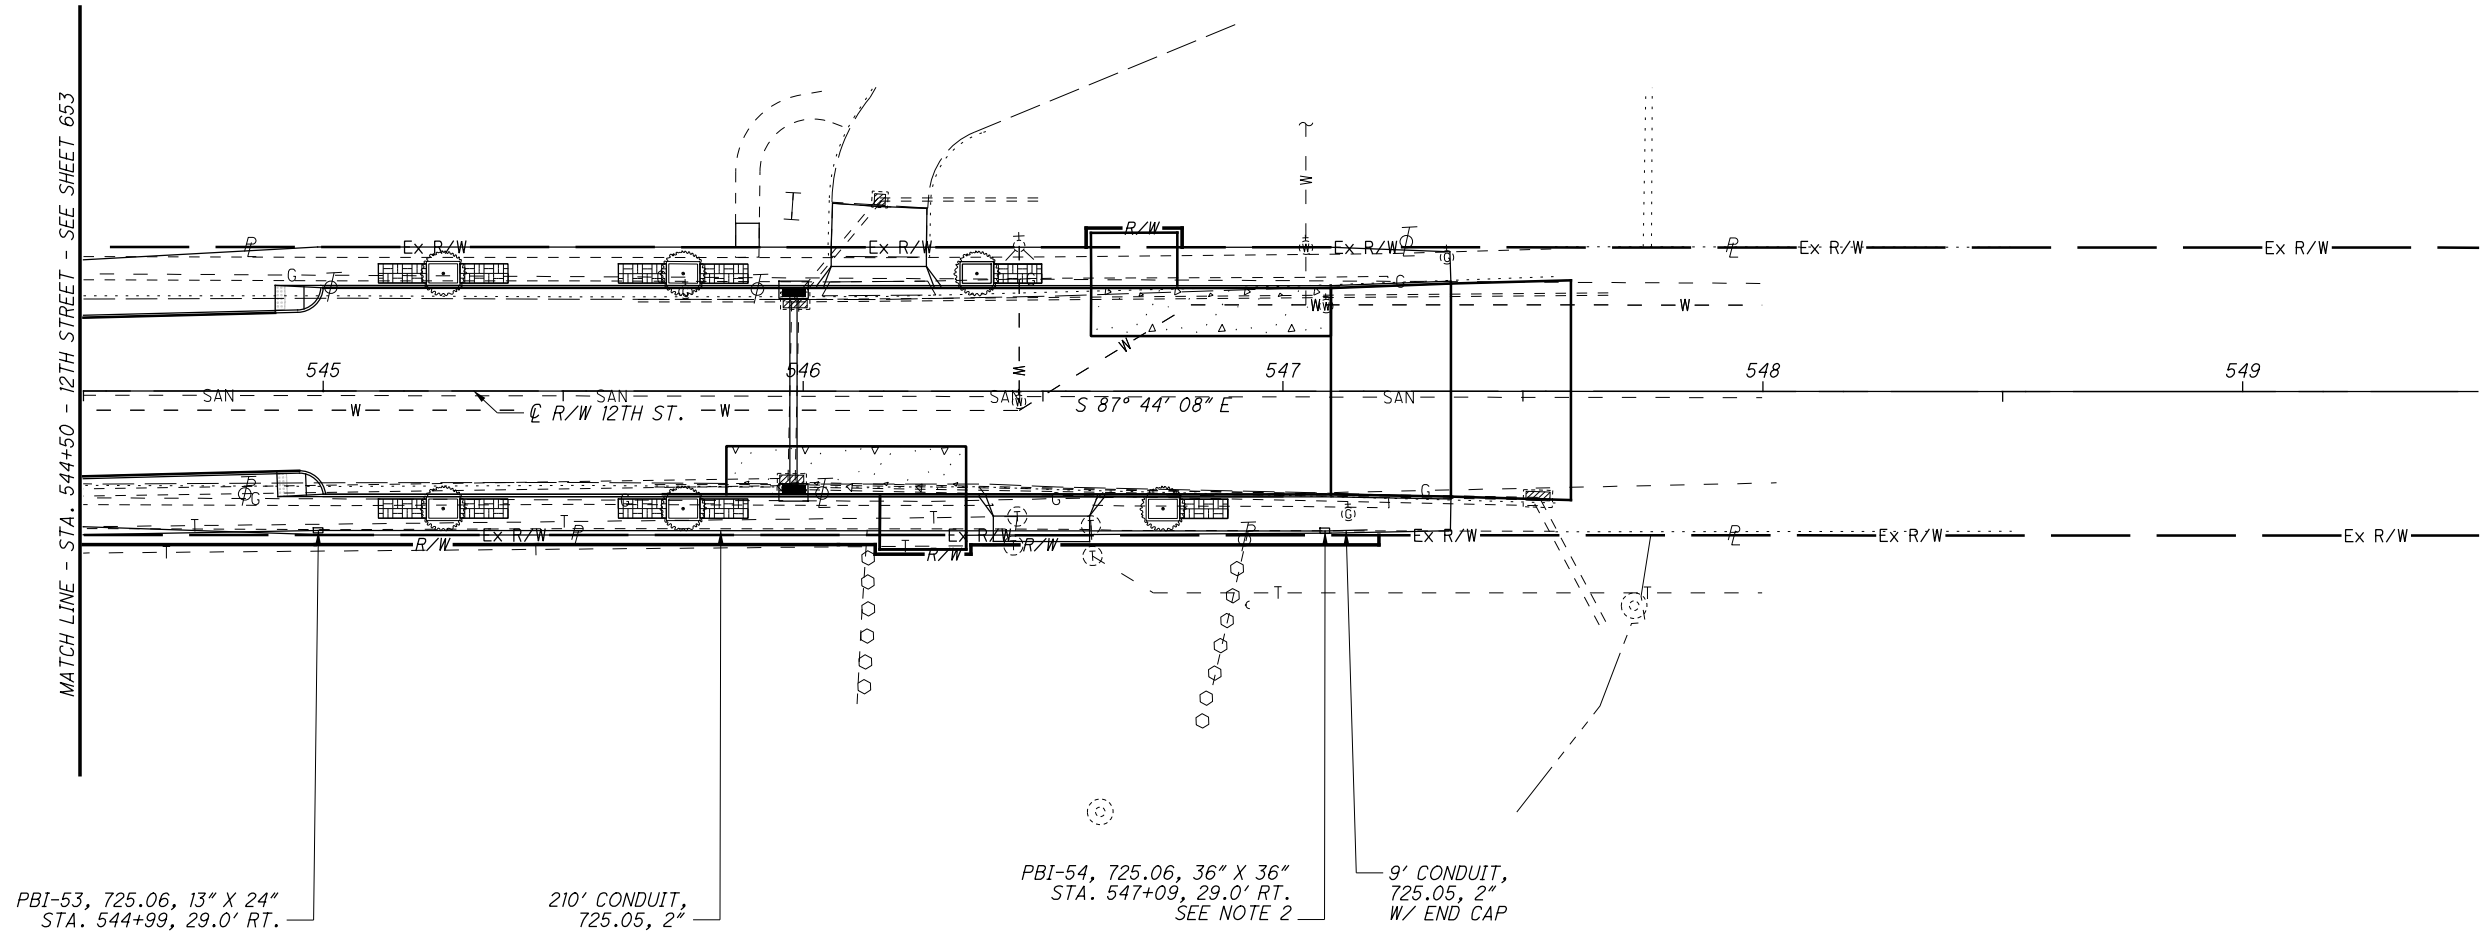 MATCH LINE - STA. 544+50 - 12TH STREET - SEE SHEET 653
R/W
Ex R/W Ex R/W Ex R/W Ex R/W Ex R/W
G G G G
W
W W W
W
545 546 547 548 549
SAN SAN SAN SAN
W W W
W
℄ R/W 12TH ST.
S 87° 44' 08" E
G G G G
T T T
Ex R/W Ex R/W Ex R/W Ex R/W Ex R/W
R/W R/W R/W
T T T T
T T
T T
PBI-53, 725.06, 13" X 24"
STA. 544+99, 29.0' RT.
210' CONDUIT,
725.05, 2"
PBI-54, 725.06, 36" X 36"
STA. 547+09, 29.0' RT.
SEE NOTE 2
9' CONDUIT,
725.05, 2"
W/ END CAP